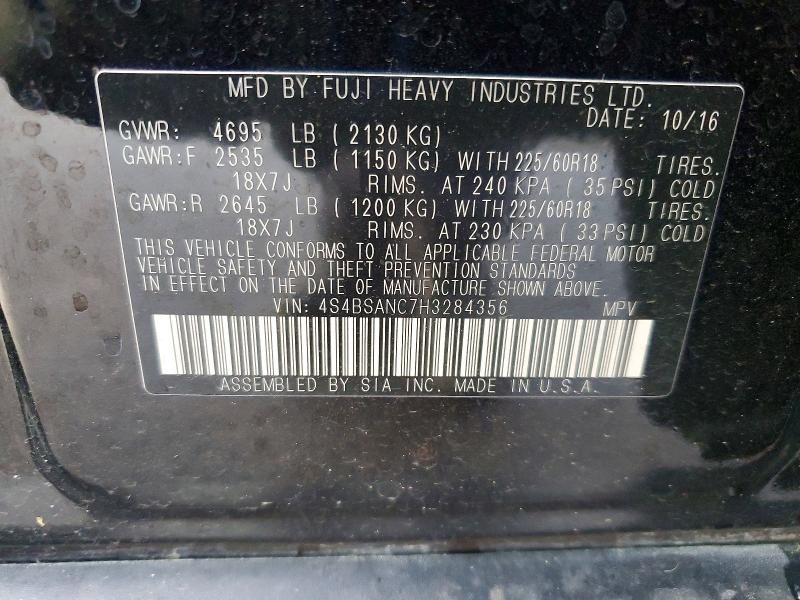 MFD BY FUJI HEAVY INDUSTRIES LTD.
DATE: 10/16
GVWR: 4695 LB ( 2130 KG)
GAWR:F 2535 LB ( 1150 KG) WITH 225/60R18 TIRES.
18X7J RIMS. AT 240 KPA ( 35 PSI) COLD
GAWR:R 2645 LB ( 1200 KG) WITH 225/60R18 TIRES.
18X7J RIMS. AT 230 KPA ( 33 PSI) COLD
THIS VEHICLE CONFORMS TO ALL APPLICABLE FEDERAL MOTOR
VEHICLE SAFETY AND THEFT PREVENTION STANDARDS
IN EFFECT ON THE DATE OF MANUFACTURE SHOWN ABOVE.
VIN: 4S4BSANC7H3284356 MPV
ASSEMBLED BY SIA INC. MADE IN U.S.A.